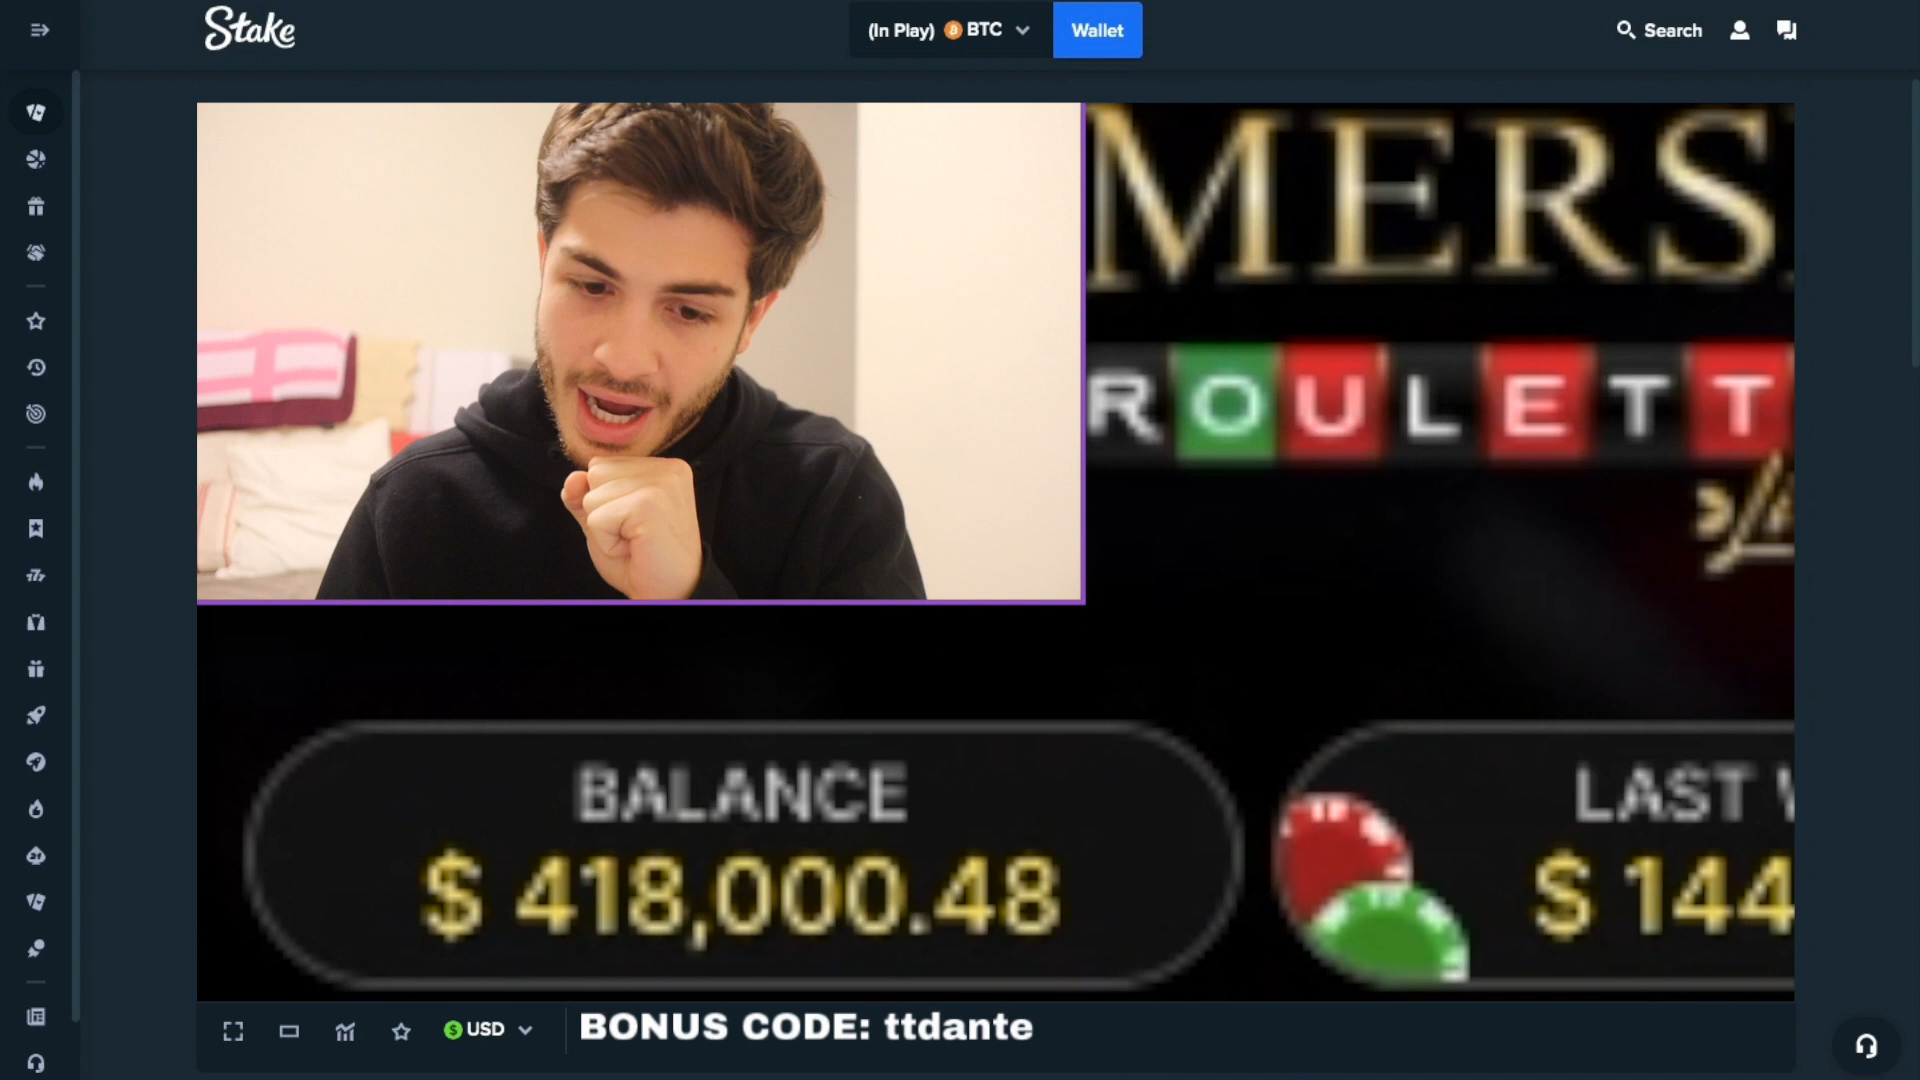 Stake
(In Play) BTC
Wallet
Search
MERS
ROULETT
BALANCE
$ 418,000.48
LAST
$ 144
USD
BONUS CODE: ttdante